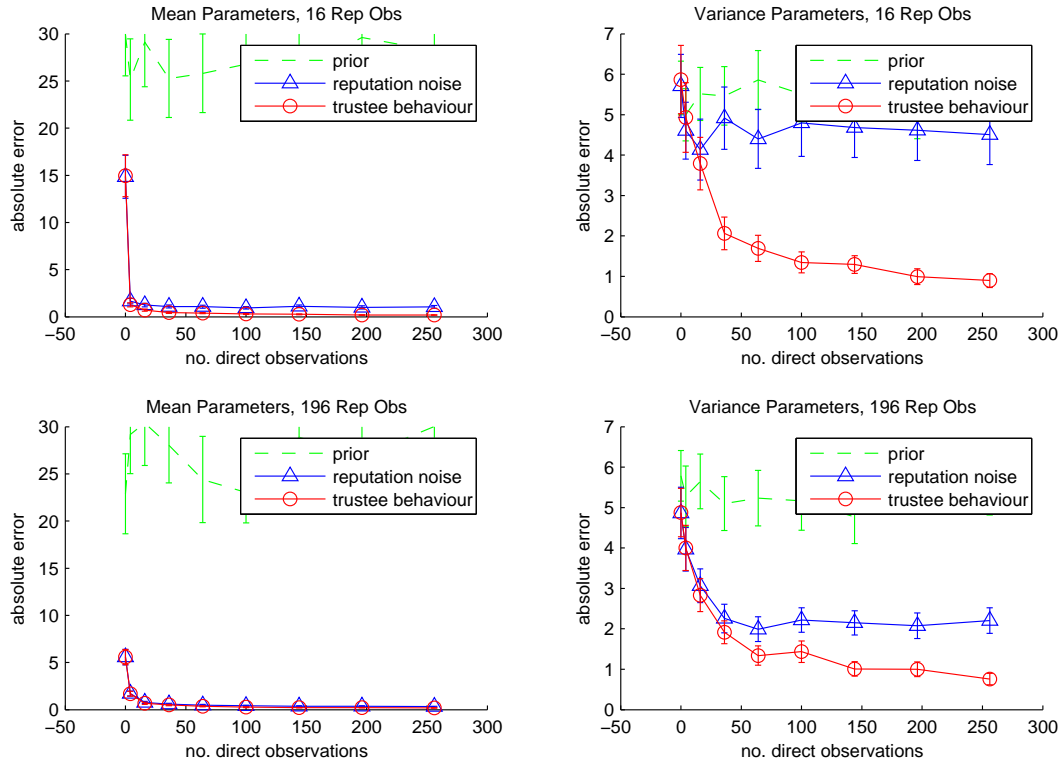 Mean Parameters, 16 Rep Obs
30
25
20
15
10
5
0
−50
0
50
100
150
200
250
300
absolute error
no. direct observations
prior
reputation noise
trustee behaviour
Variance Parameters, 16 Rep Obs
7
6
5
4
3
2
1
0
−50
0
50
100
150
200
250
300
absolute error
no. direct observations
prior
reputation noise
trustee behaviour
Mean Parameters, 196 Rep Obs
30
25
20
15
10
5
0
−50
0
50
100
150
200
250
300
absolute error
no. direct observations
prior
reputation noise
trustee behaviour
Variance Parameters, 196 Rep Obs
7
6
5
4
3
2
1
0
−50
0
50
100
150
200
250
300
absolute error
no. direct observations
prior
reputation noise
trustee behaviour